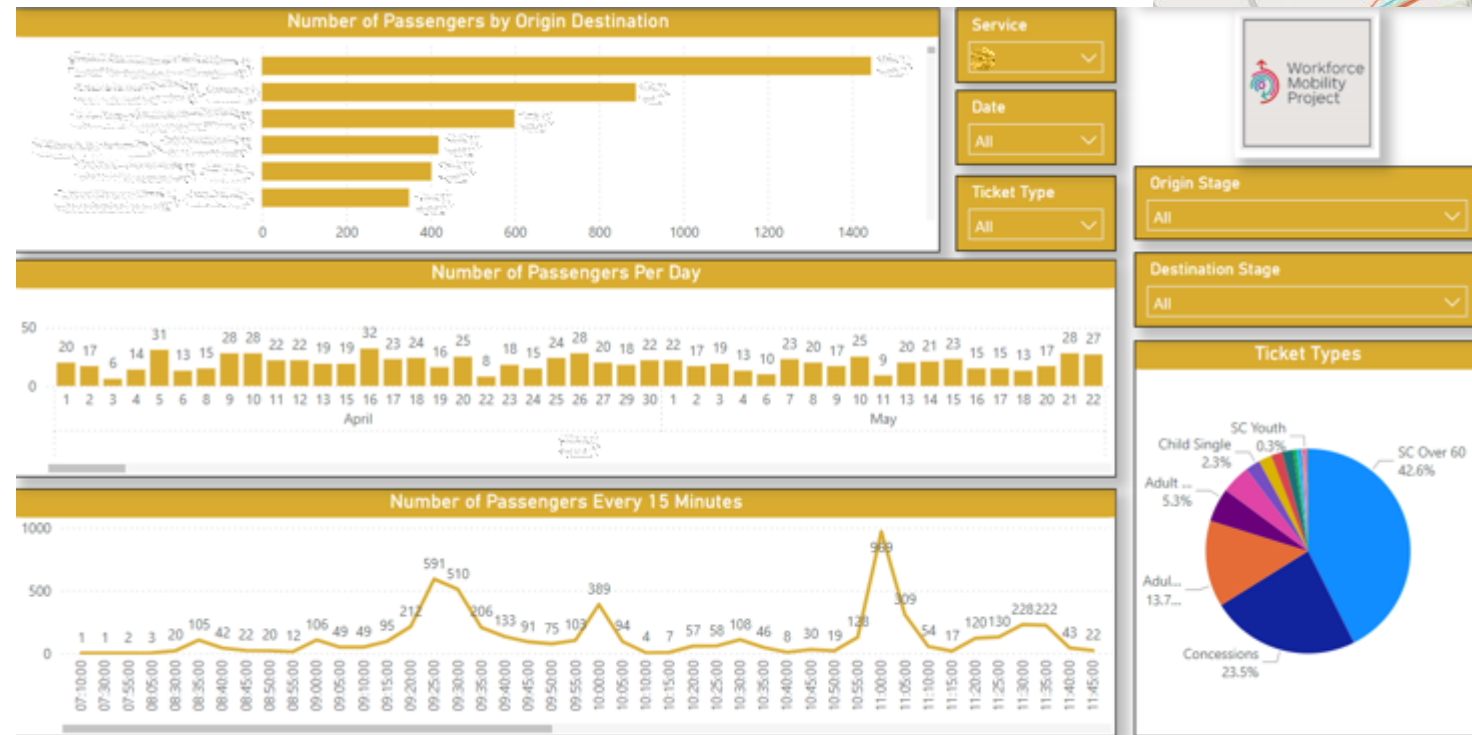 Number of Passengers by Origin Destination
0 200 400 600 800 1000 1200 1400
Service
Date
All
Ticket Type
All
Workforce
Mobility
Project
Origin Stage
All
Destination Stage
All
Number of Passengers Per Day
50
20 17 6 14 31 13 15 28 28 22 22 19 19 32 23 24 16 25 8 18 15 24 28 20 18 22 22 17 19 13 10 23 20 17 25 9 20 21 23 15 15 13 17 28 27
0
1 2 3 4 5 6 8 9 10 11 12 13 15 16 17 18 19 20 22 23 24 25 26 27 29 30 1 2 3 4 6 7 8 9 10 11 13 14 15 16 17 18 20 21 22
April May
Number of Passengers Every 15 Minutes
1000
500
0
1 1 2 3 20 105 42 22 20 12 106 49 49 95 212 591 510 206 133 91 75 103 389 94 4 7 57 58 108 46 8 30 19 128 969 309 54 17 120 130 228 222 43 22
07:10:00 07:30:00 07:55:00 08:05:00 08:30:00 08:35:00 08:40:00 08:45:00 08:50:00 08:55:00 09:00:00 09:05:00 09:10:00 09:15:00 09:20:00 09:25:00 09:30:00 09:35:00 09:40:00 09:45:00 09:50:00 09:55:00 10:00:00 10:05:00 10:10:00 10:15:00 10:20:00 10:25:00 10:30:00 10:35:00 10:40:00 10:45:00 10:50:00 10:55:00 11:00:00 11:05:00 11:10:00 11:15:00 11:20:00 11:25:00 11:30:00 11:35:00 11:40:00 11:45:00
Ticket Types
SC Youth
0.3%
Child Single
2.3%
SC Over 60
42.6%
Adult ...
5.3%
Adul...
13.7...
Concessions
23.5%